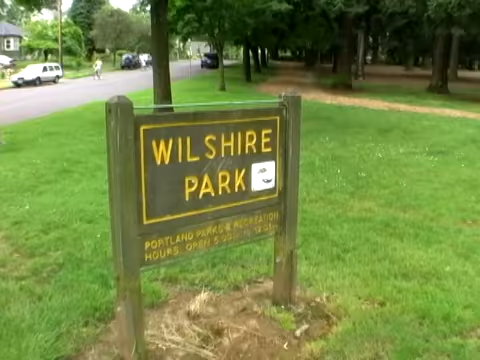 WILSHIRE
PARK
PORTLAND PARKS & RECREATION
HOURS: OPEN